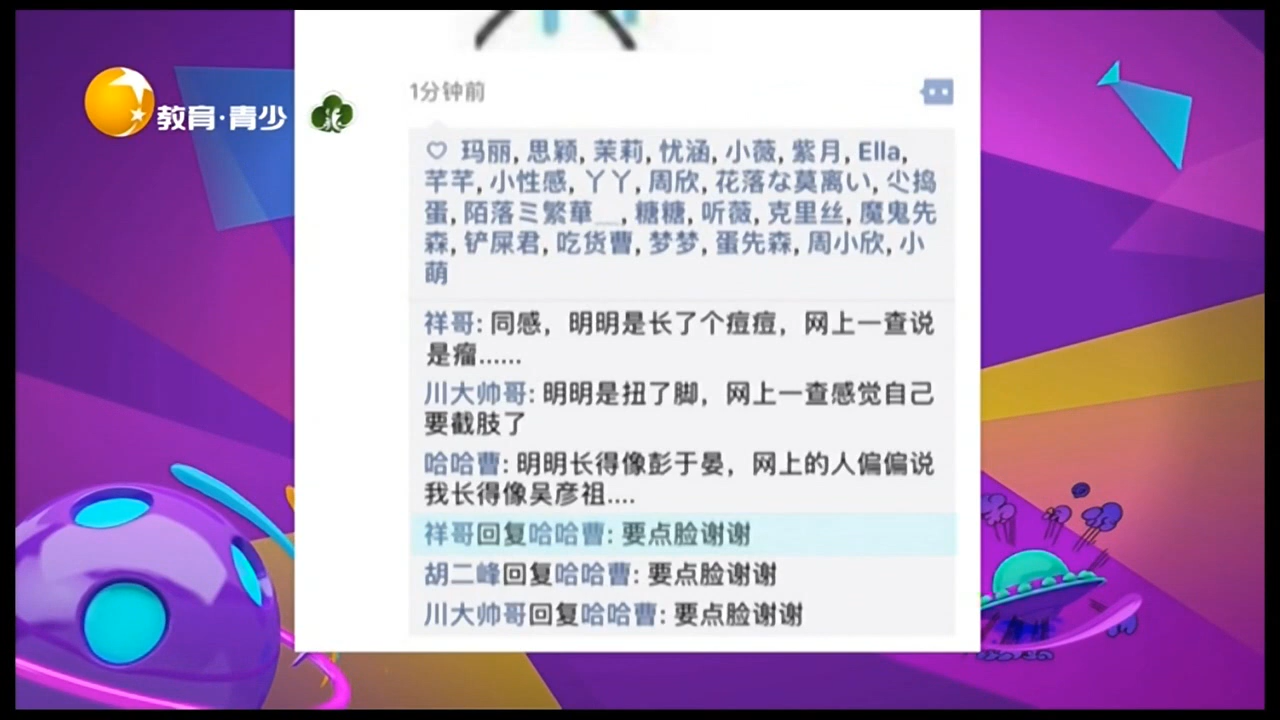 教育·青少
1分钟前
玛丽, 思颖, 茉莉, 忧涵, 小薇, 紫月, Ella,
芊芊, 小性感, 丫丫, 周欣, 花落な莫离い, 尐捣
蛋, 陌落ミ繁華__, 糖糖, 听薇, 克里丝, 魔鬼先
森, 铲屎君, 吃货曹, 梦梦, 蛋先森, 周小欣, 小
萌
祥哥: 同感，明明是长了个痘痘，网上一查说
是瘤......
川大帅哥: 明明是扭了脚，网上一查感觉自己
要截肢了
哈哈曹: 明明长得像彭于晏，网上的人偏偏说
我长得像吴彦祖....
祥哥回复哈哈曹: 要点脸谢谢
胡二峰回复哈哈曹: 要点脸谢谢
川大帅哥回复哈哈曹: 要点脸谢谢